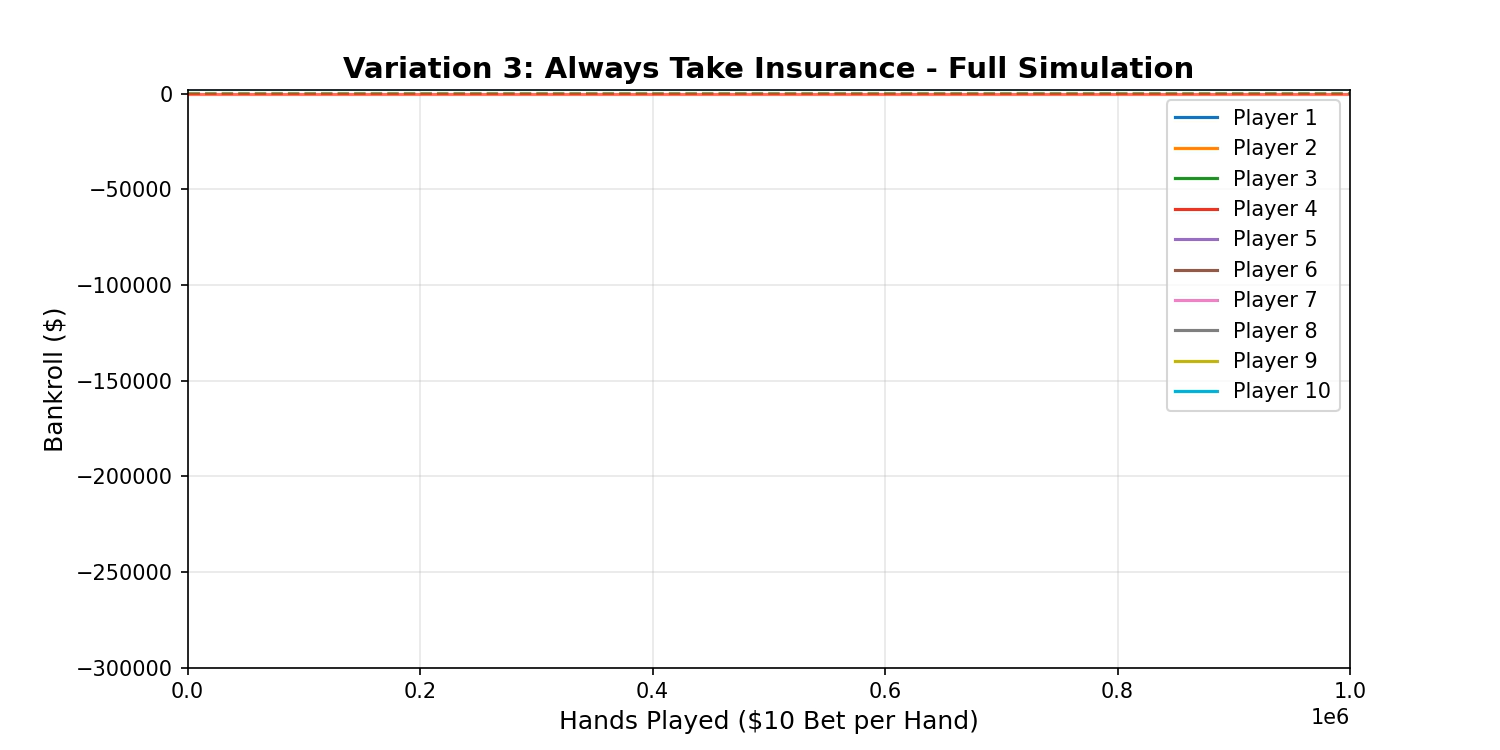 Variation 3: Always Take Insurance - Full Simulation
0
−50000
−100000
−150000
−200000
−250000
−300000
Bankroll ($)
Player 1
Player 2
Player 3
Player 4
Player 5
Player 6
Player 7
Player 8
Player 9
Player 10
0.0
0.2
0.4
0.6
0.8
1.0
1e6
Hands Played ($10 Bet per Hand)